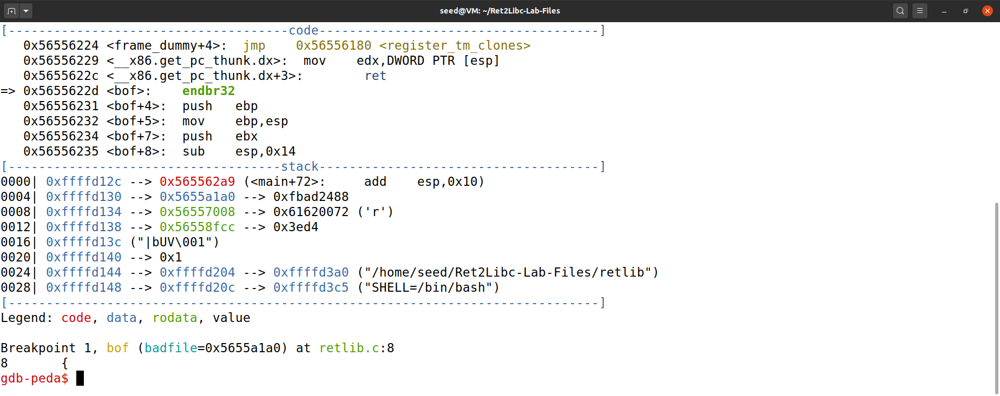 seed@VM: ~/Ret2Libc-Lab-Files
[-------------------------------------code-------------------------------------]
   0x56556224 <frame_dummy+4>:	jmp    0x56556180 <register_tm_clones>
   0x56556229 <__x86.get_pc_thunk.dx>:	mov    edx,DWORD PTR [esp]
   0x5655622c <__x86.get_pc_thunk.dx+3>:	ret
=> 0x5655622d <bof>:	endbr32
   0x56556231 <bof+4>:	push   ebp
   0x56556232 <bof+5>:	mov    ebp,esp
   0x56556234 <bof+7>:	push   ebx
   0x56556235 <bof+8>:	sub    esp,0x14
[------------------------------------stack-------------------------------------]
0000| 0xffffd12c --> 0x565562a9 (<main+72>:	add    esp,0x10)
0004| 0xffffd130 --> 0x5655a1a0 --> 0xfbad2488
0008| 0xffffd134 --> 0x56557008 --> 0x61620072 ('r')
0012| 0xffffd138 --> 0x56558fcc --> 0x3ed4
0016| 0xffffd13c ("|bUV\001")
0020| 0xffffd140 --> 0x1
0024| 0xffffd144 --> 0xffffd204 --> 0xffffd3a0 ("/home/seed/Ret2Libc-Lab-Files/retlib")
0028| 0xffffd148 --> 0xffffd20c --> 0xffffd3c5 ("SHELL=/bin/bash")
[------------------------------------------------------------------------------]
Legend: code, data, rodata, value
Breakpoint 1, bof (badfile=0x5655a1a0) at retlib.c:8
8	{
gdb-peda$